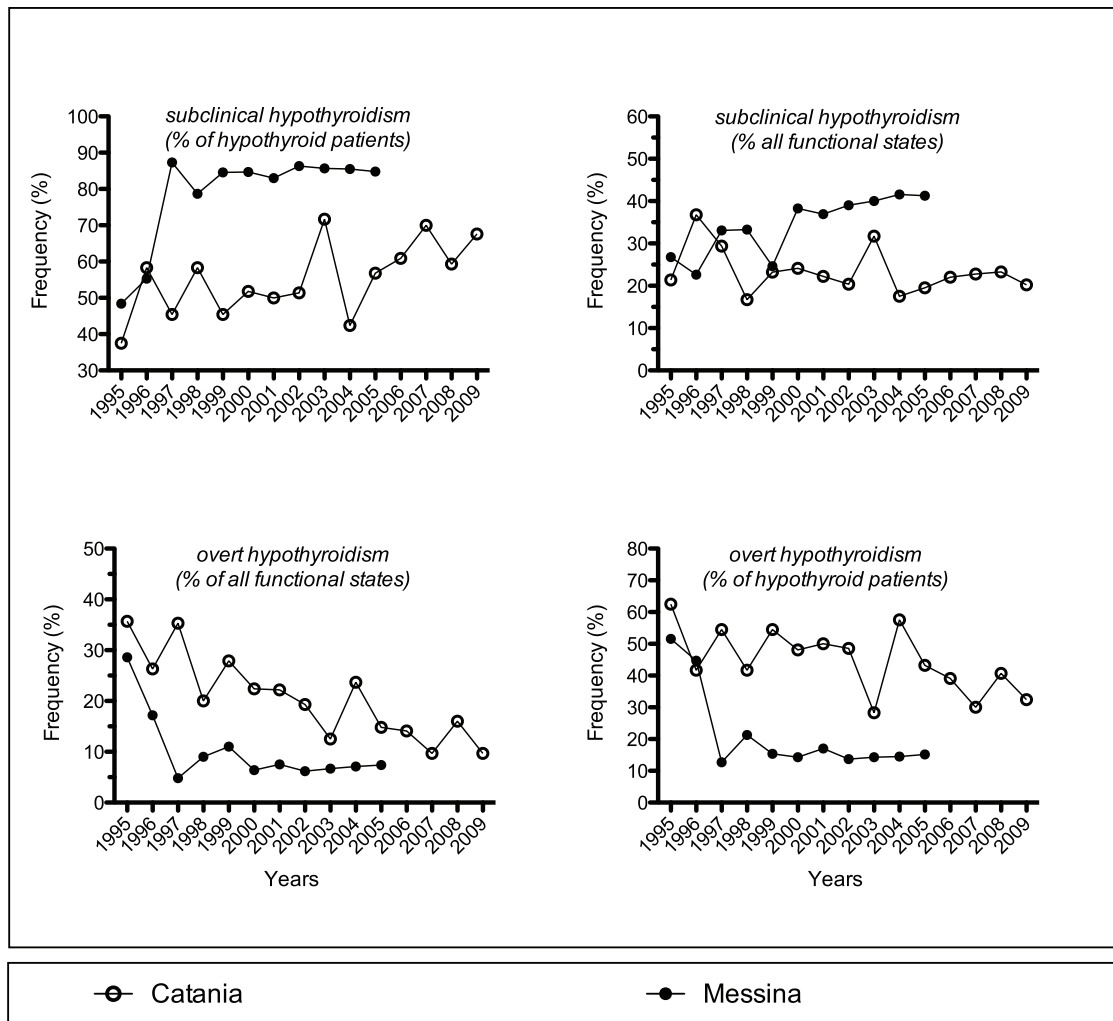 subclinical hypothyroidism
(% of hypothyroid patients)
Frequency (%)
100
90
80
70
60
50
40
30
1995 1996 1997 1998 1999 2000 2001 2002 2003 2004 2005 2006 2007 2008 2009
subclinical hypothyroidism
(% all functional states)
Frequency (%)
60
50
40
30
20
10
0
1995 1996 1997 1998 1999 2000 2001 2002 2003 2004 2005 2006 2007 2008 2009
overt hypothyroidism
(% of all functional states)
Frequency (%)
50
40
30
20
10
0
1995 1996 1997 1998 1999 2000 2001 2002 2003 2004 2005 2006 2007 2008 2009
Years
overt hypothyroidism
(% of hypothyroid patients)
Frequency (%)
80
70
60
50
40
30
20
10
0
1995 1996 1997 1998 1999 2000 2001 2002 2003 2004 2005 2006 2007 2008 2009
Years
Catania
Messina